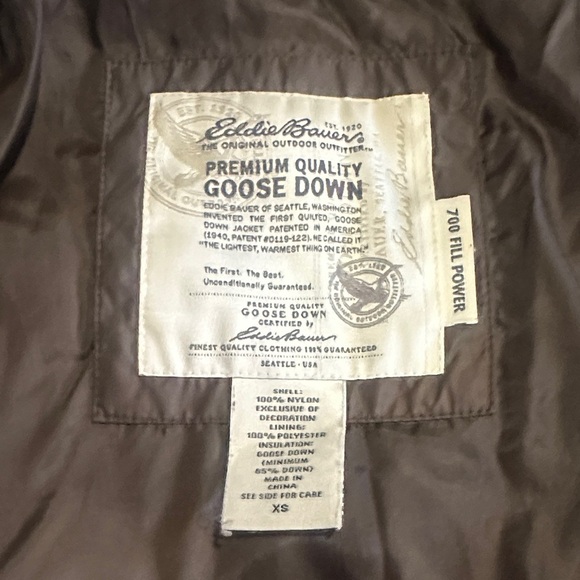 EST. 1920
Eddie Bauer®
THE ORIGINAL OUTDOOR OUTFITTER™
PREMIUM QUALITY
GOOSE DOWN
EDDIE BAUER OF SEATTLE, WASHINGTON
INVENTED THE FIRST QUILTED, GOOSE
DOWN JACKET PATENTED IN AMERICA
(1940, PATENT #D119-122). HE CALLED IT
"THE LIGHTEST, WARMEST THING ON EARTH."
The First. The Best.
Unconditionally Guaranteed.
PREMIUM QUALITY
GOOSE DOWN
CERTIFIED by
Eddie Bauer
FINEST QUALITY CLOTHING 100% GUARANTEED
SEATTLE · USA
Eddie Bauer
700 FILL POWER
SHELL:
100% NYLON
EXCLUSIVE OF
DECORATION
LINING:
100% POLYESTER
INSULATION:
GOOSE DOWN
(MINIMUM
85% DOWN)
MADE IN
CHINA
SEE SIDE FOR CARE
XS